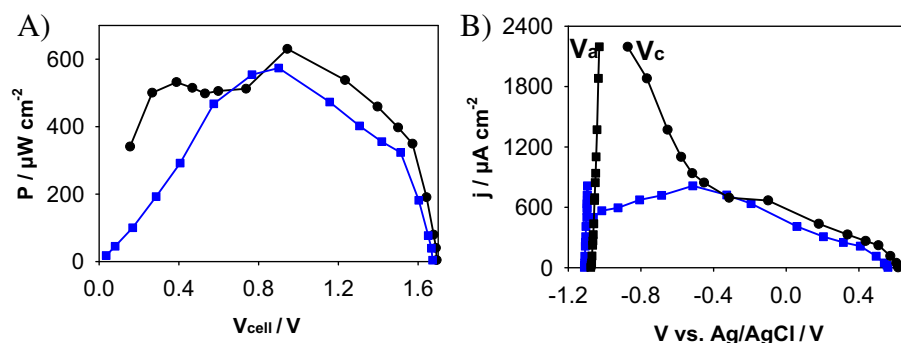 A)
P / µW cm-2
600
400
200
0
0.0 0.4 0.8 1.2 1.6
Vcell / V
B)
Va Vc
j / µA cm-2
2400
1800
1200
600
0
-1.2 -0.8 -0.4 0.0 0.4
V vs. Ag/AgCl / V